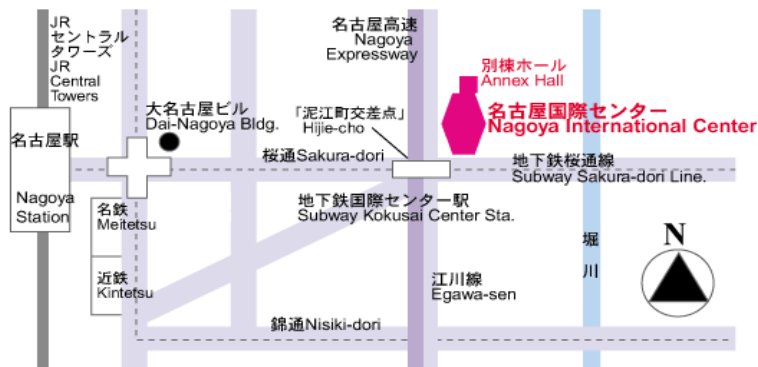 JR
セントラル
タワーズ
JR
Central
Towers
名古屋高速
Nagoya
Expressway
別棟ホール
Annex Hall
大名古屋ビル
Dai-Nagoya Bldg.
「泥江町交差点」
Hijie-cho
名古屋国際センター
Nagoya International Center
名古屋駅
桜通Sakura-dori
地下鉄桜通線
Subway Sakura-dori Line.
Nagoya
Station
名鉄
Meitetsu
地下鉄国際センター駅
Subway Kokusai Center Sta.
堀
川
N
近鉄
Kintetsu
江川線
Egawa-sen
錦通Nisiki-dori